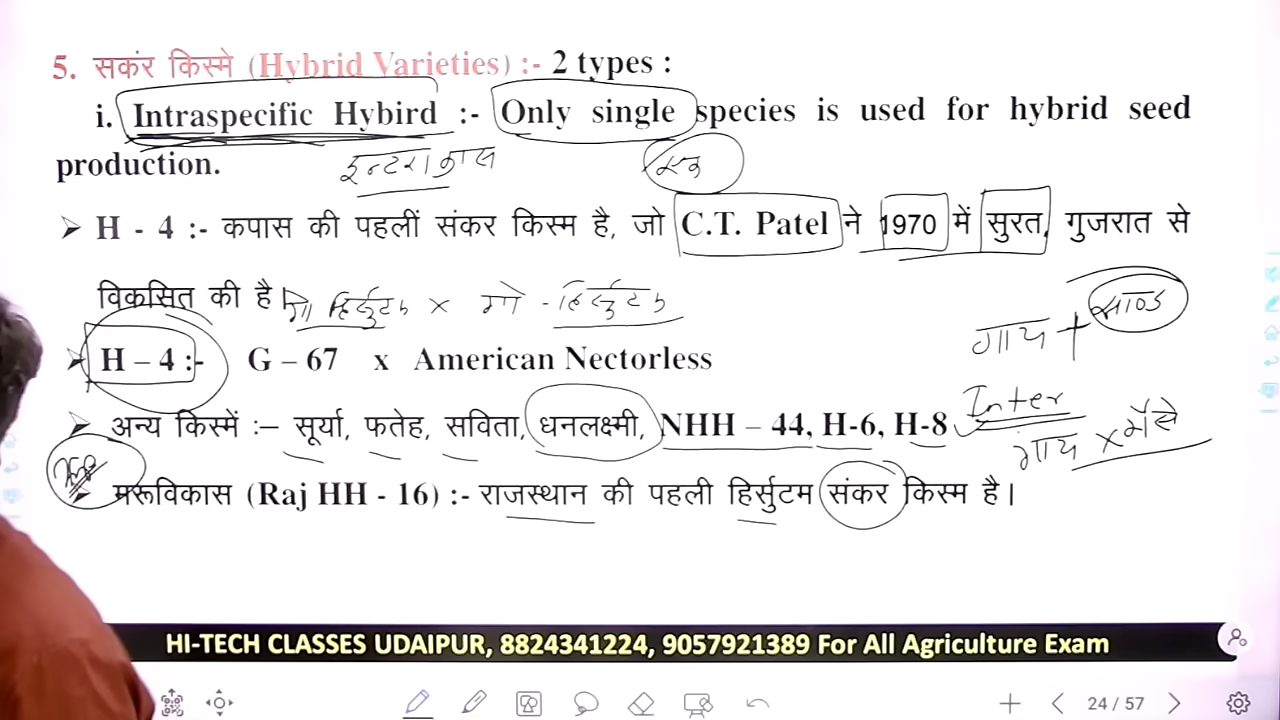 5. सकंर किस्मे (Hybrid Varieties) :- 2 types :
i. Intraspecific Hybird :- Only single species is used for hybrid seed
production.
इन्टरा क्रास
एक
➤ H - 4 :- कपास की पहलीं संकर किस्म है, जो C.T. Patel ने 1970 में सुरत, गुजरात से
विकसित की है।
गो हिर्सुटम × गो - हिर्सुटम
गाय + साण्ड
➤ H – 4 :- G – 67 x American Nectorless
Inter
➤ अन्य किस्में :– सूर्या, फतेह, सविता, धनलक्ष्मी, NHH – 44, H-6, H-8
गाय × भैंसे
➤ मरूविकास (Raj HH - 16) :- राजस्थान की पहली हिर्सुटम संकर किस्म है।
HI-TECH CLASSES UDAIPUR, 8824341224, 9057921389 For All Agriculture Exam
24 / 57